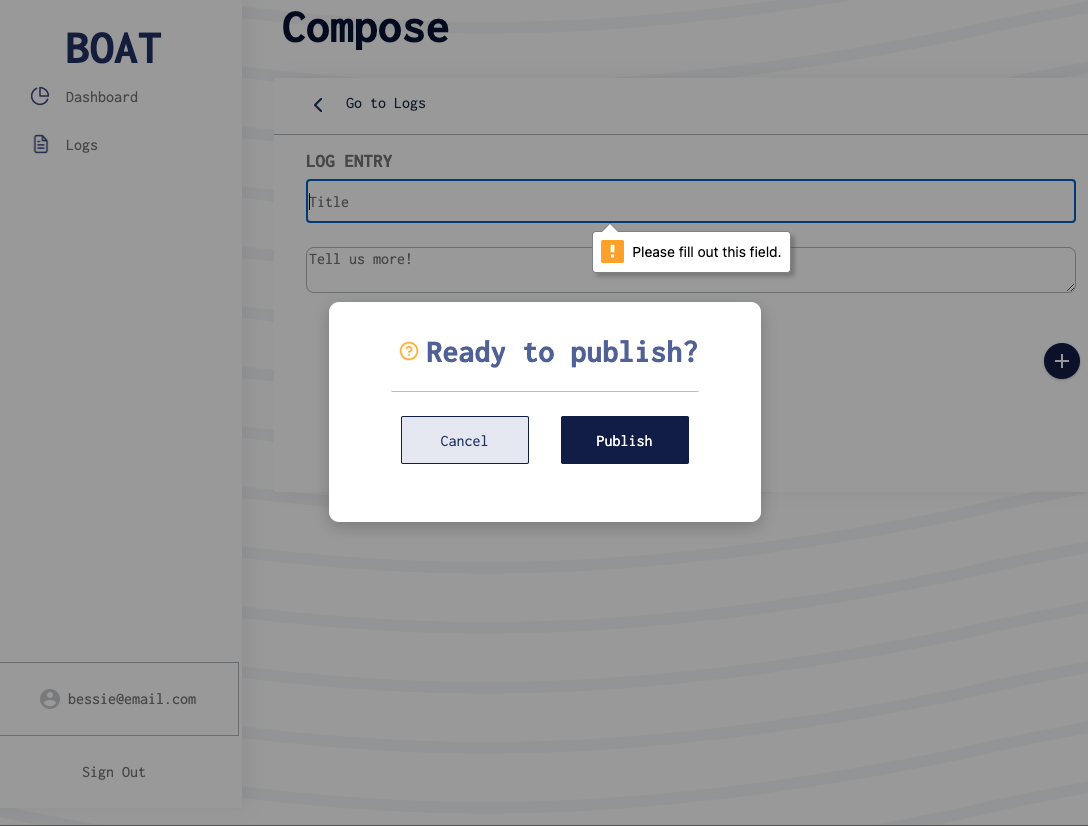 BOAT
Dashboard
Logs
bessie@email.com
Sign Out
Compose
Go to Logs
LOG ENTRY
Title
Please fill out this field.
Tell us more!
Ready to publish?
Cancel
Publish